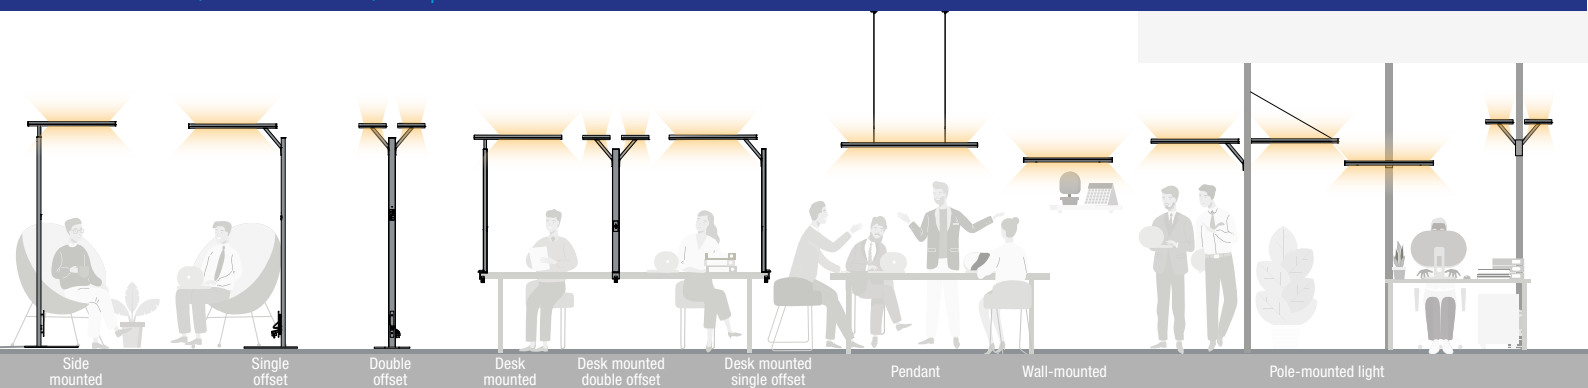 Side
mounted
Single
offset
Double
offset
Desk
mounted
Desk mounted
double offset
Desk mounted
single offset
Pendant
Wall-mounted
Pole-mounted light